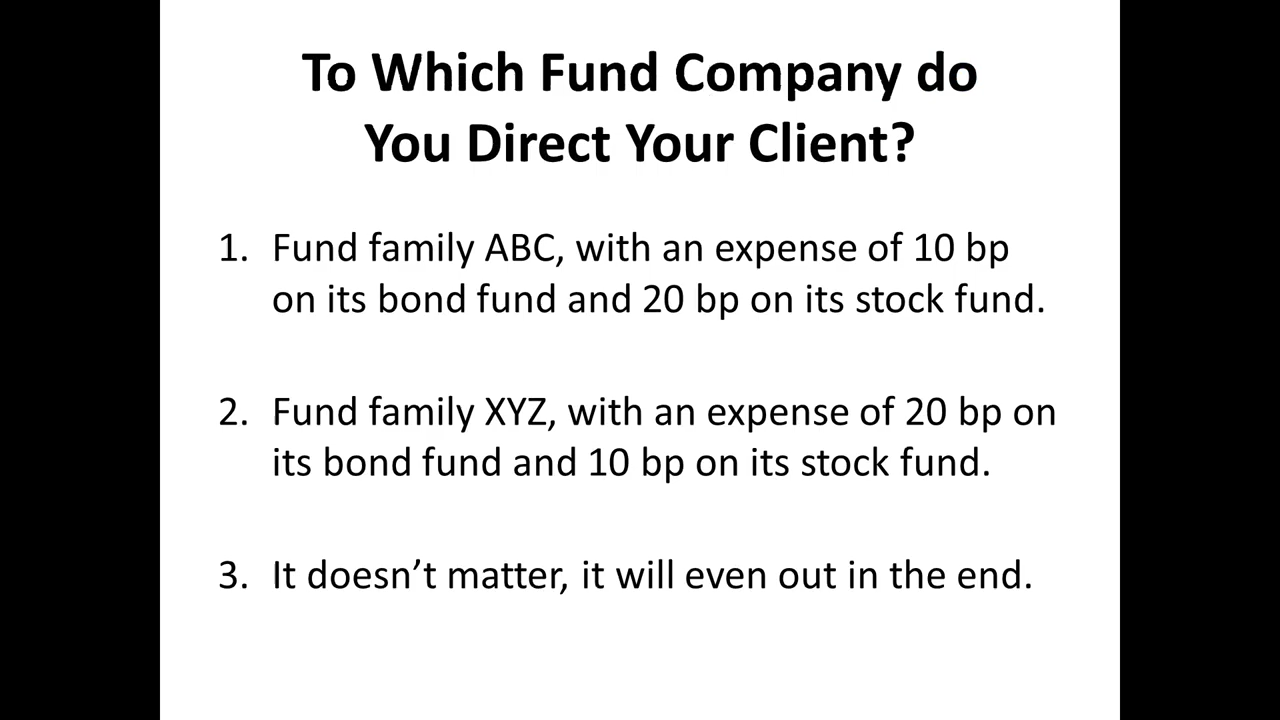 To Which Fund Company do
You Direct Your Client?
1. Fund family ABC, with an expense of 10 bp
on its bond fund and 20 bp on its stock fund.
2. Fund family XYZ, with an expense of 20 bp on
its bond fund and 10 bp on its stock fund.
3. It doesn’t matter, it will even out in the end.